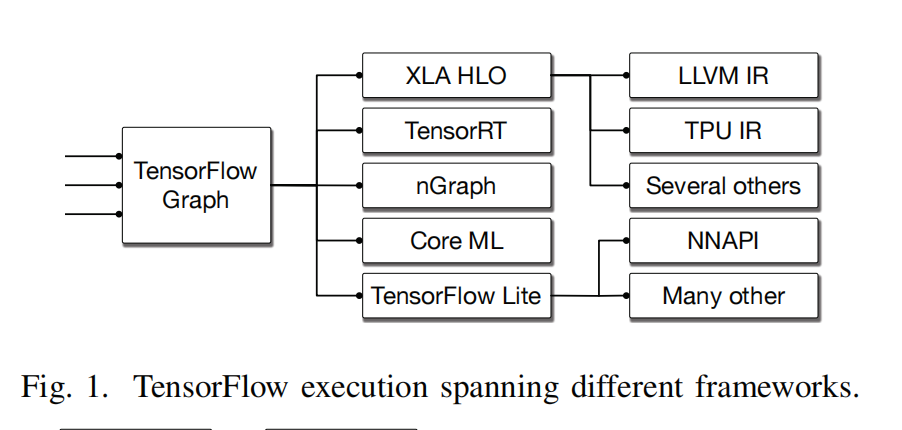 TensorFlow
Graph
XLA HLO
TensorRT
nGraph
Core ML
TensorFlow Lite
LLVM IR
TPU IR
Several others
NNAPI
Many other
Fig. 1. TensorFlow execution spanning different frameworks.